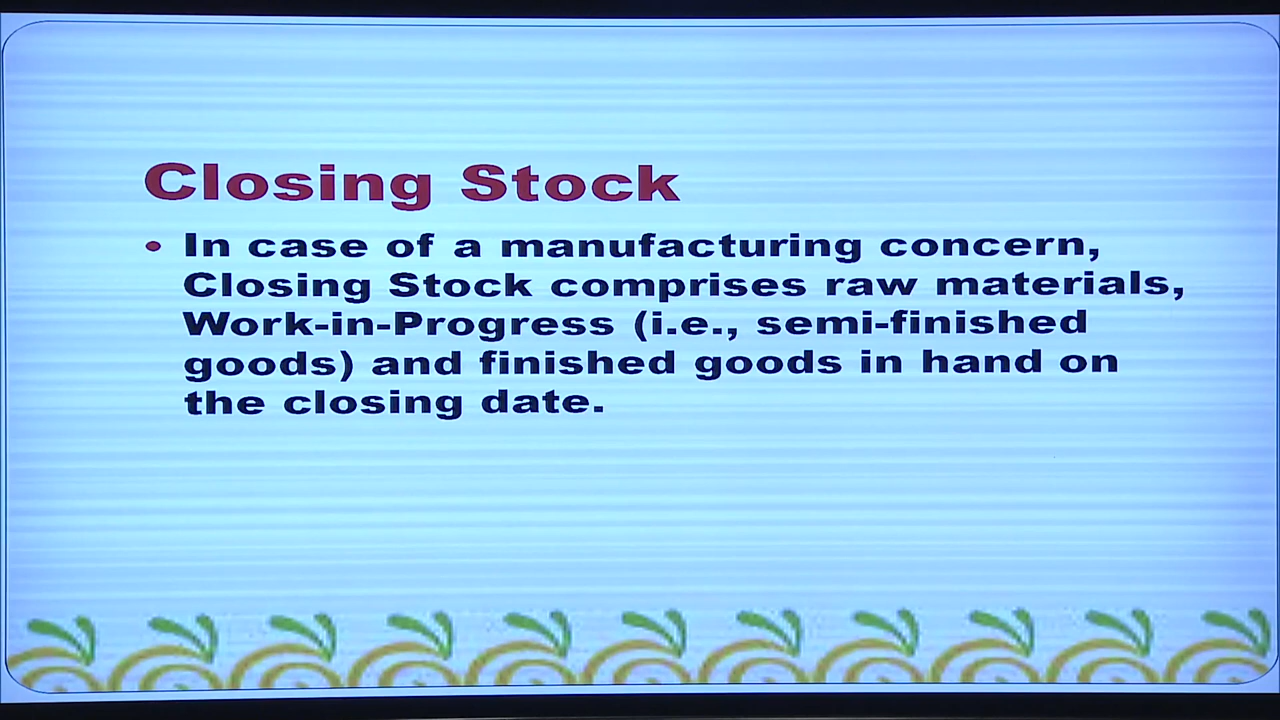 Closing Stock
• In case of a manufacturing concern,
Closing Stock comprises raw materials,
Work-in-Progress (i.e., semi-finished
goods) and finished goods in hand on
the closing date.